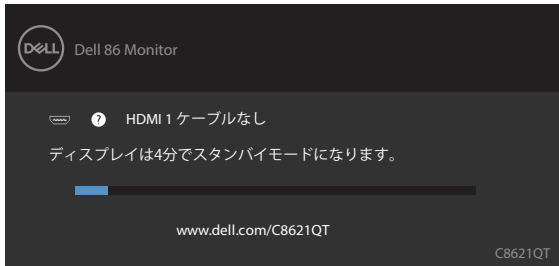 DELL Dell 86 Monitor
? HDMI 1 ケーブルなし
ディスプレイは4分でスタンバイモードになります。
www.dell.com/C8621QT
C8621QT